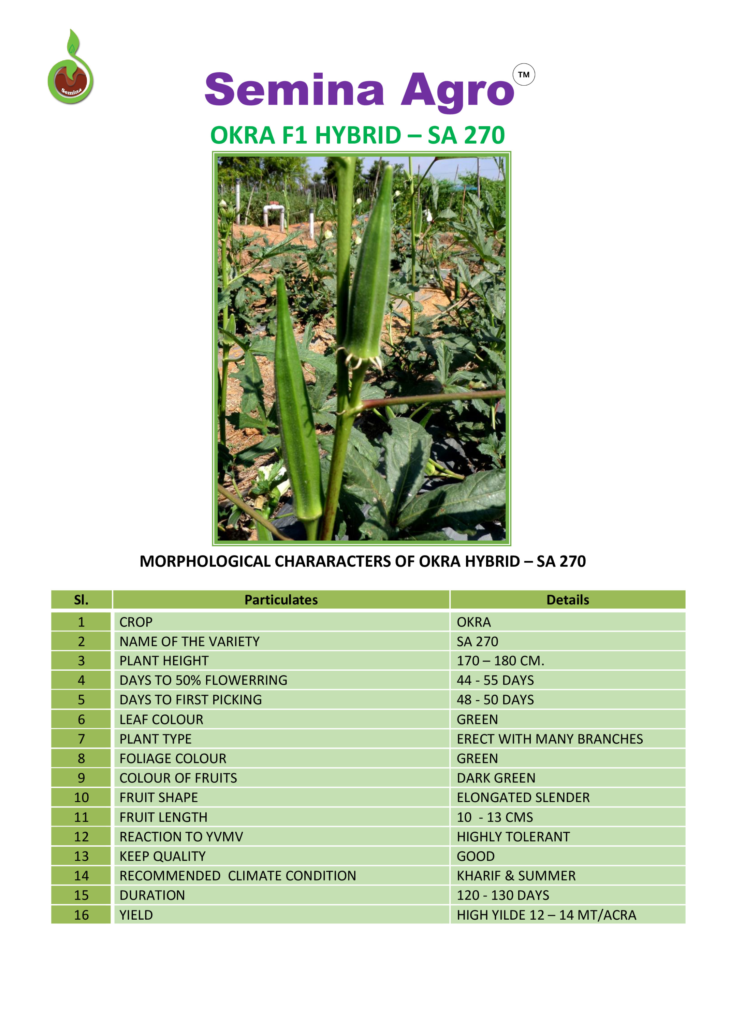 Semina
Semina Agro TM
OKRA F1 HYBRID – SA 270
MORPHOLOGICAL CHARARACTERS OF OKRA HYBRID – SA 270
Sl. Particulates Details
1 CROP OKRA
2 NAME OF THE VARIETY SA 270
3 PLANT HEIGHT 170 – 180 CM.
4 DAYS TO 50% FLOWERRING 44 - 55 DAYS
5 DAYS TO FIRST PICKING 48 - 50 DAYS
6 LEAF COLOUR GREEN
7 PLANT TYPE ERECT WITH MANY BRANCHES
8 FOLIAGE COLOUR GREEN
9 COLOUR OF FRUITS DARK GREEN
10 FRUIT SHAPE ELONGATED SLENDER
11 FRUIT LENGTH 10 - 13 CMS
12 REACTION TO YVMV HIGHLY TOLERANT
13 KEEP QUALITY GOOD
14 RECOMMENDED CLIMATE CONDITION KHARIF & SUMMER
15 DURATION 120 - 130 DAYS
16 YIELD HIGH YILDE 12 – 14 MT/ACRA